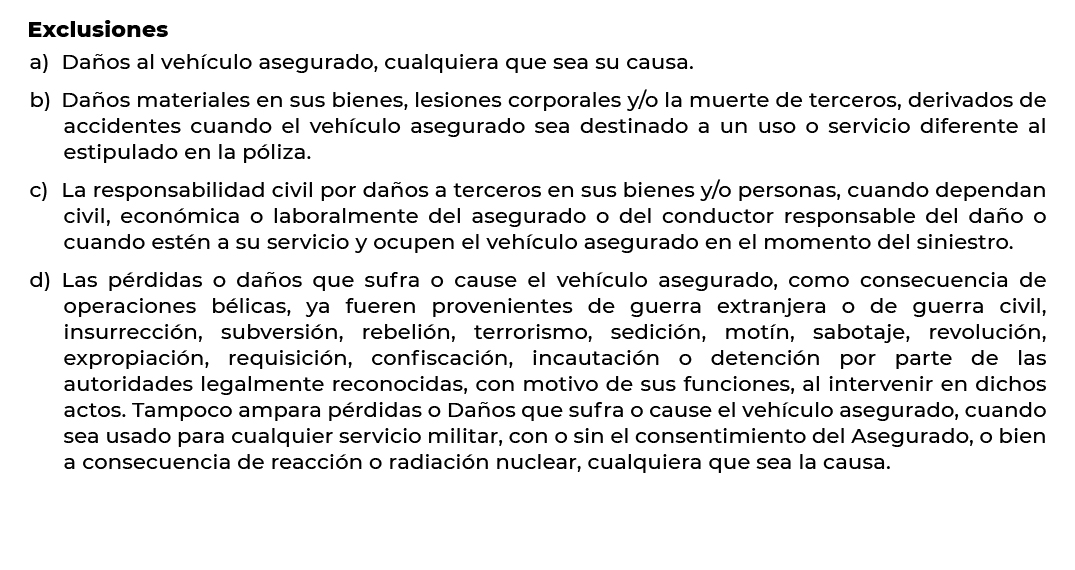 Exclusiones
a) Daños al vehículo asegurado, cualquiera que sea su causa.
b) Daños materiales en sus bienes, lesiones corporales y/o la muerte de terceros, derivados de
accidentes cuando el vehículo asegurado sea destinado a un uso o servicio diferente al
estipulado en la póliza.
c) La responsabilidad civil por daños a terceros en sus bienes y/o personas, cuando dependan
civil, económica o laboralmente del asegurado o del conductor responsable del daño o
cuando estén a su servicio y ocupen el vehículo asegurado en el momento del siniestro.
d) Las pérdidas o daños que sufra o cause el vehículo asegurado, como consecuencia de
operaciones bélicas, ya fueren provenientes de guerra extranjera o de guerra civil,
insurrección, subversión, rebelión, terrorismo, sedición, motín, sabotaje, revolución,
expropiación, requisición, confiscación, incautación o detención por parte de las
autoridades legalmente reconocidas, con motivo de sus funciones, al intervenir en dichos
actos. Tampoco ampara pérdidas o Daños que sufra o cause el vehículo asegurado, cuando
sea usado para cualquier servicio militar, con o sin el consentimiento del Asegurado, o bien
a consecuencia de reacción o radiación nuclear, cualquiera que sea la causa.